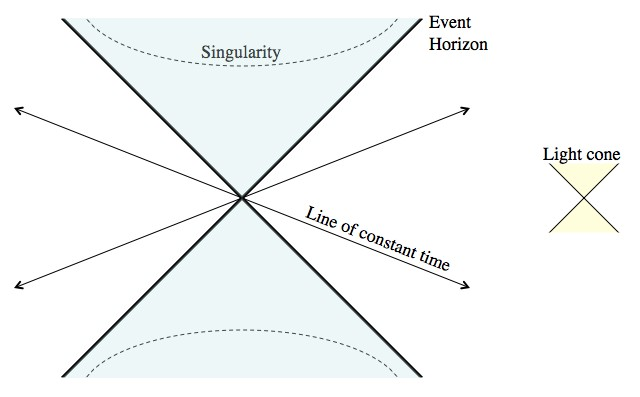 Event
Horizon
Singularity
Light cone
Line of constant time